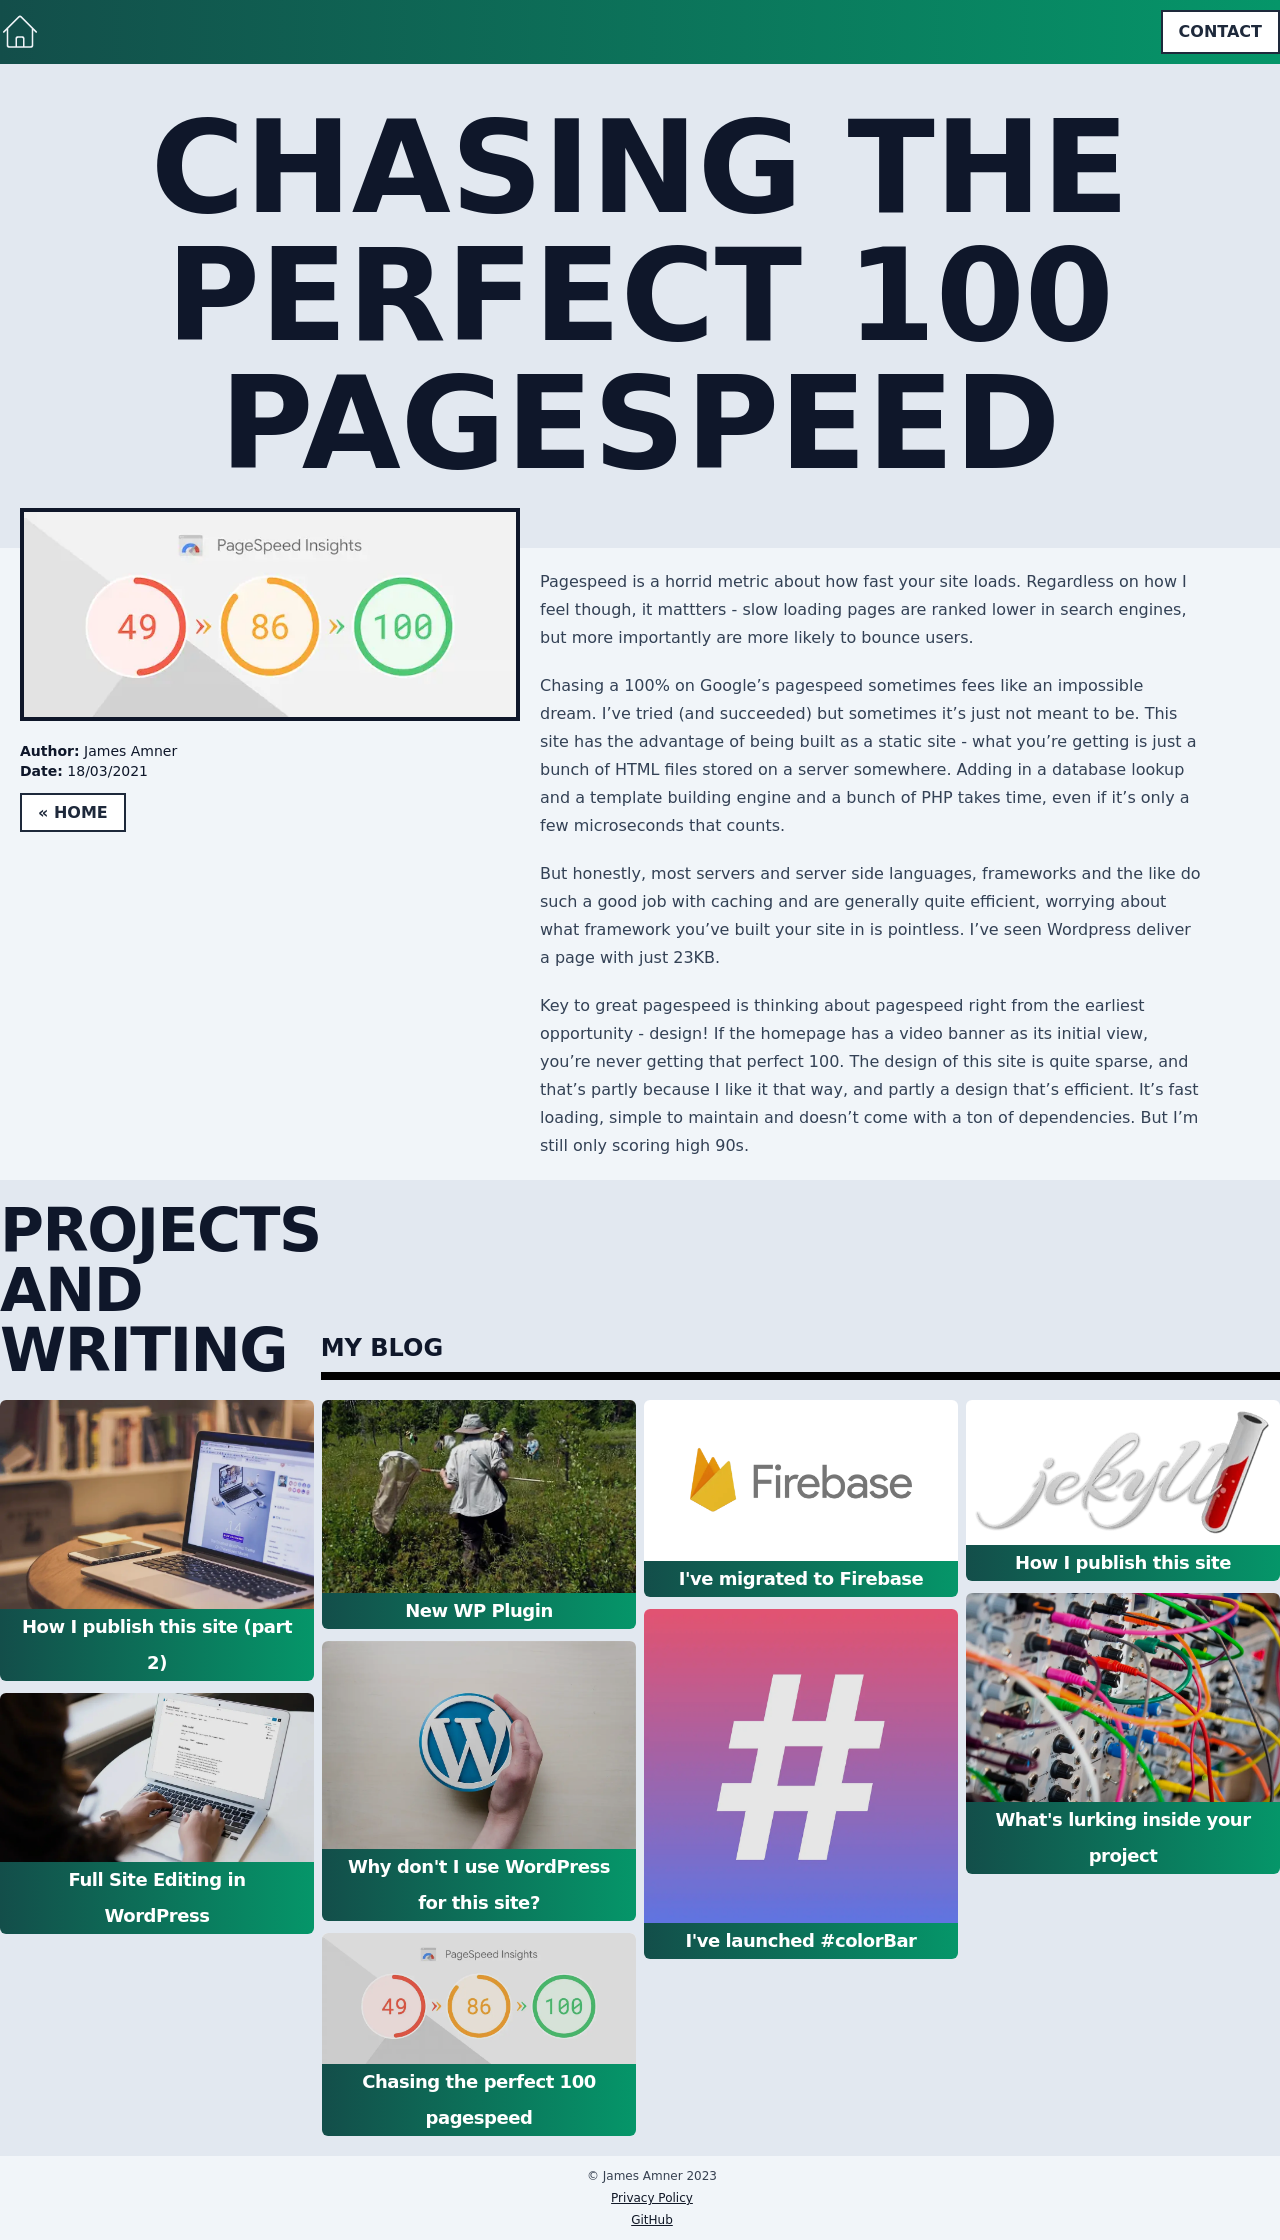 CONTACT
CHASING THE
PERFECT 100
PAGESPEED
PageSpeed Insights
49 » 86 » 100
Author: James Amner
Date: 18/03/2021
« HOME
Pagespeed is a horrid metric about how fast your site loads. Regardless on how I
feel though, it mattters - slow loading pages are ranked lower in search engines,
but more importantly are more likely to bounce users.
Chasing a 100% on Google’s pagespeed sometimes fees like an impossible
dream. I’ve tried (and succeeded) but sometimes it’s just not meant to be. This
site has the advantage of being built as a static site - what you’re getting is just a
bunch of HTML files stored on a server somewhere. Adding in a database lookup
and a template building engine and a bunch of PHP takes time, even if it’s only a
few microseconds that counts.
But honestly, most servers and server side languages, frameworks and the like do
such a good job with caching and are generally quite efficient, worrying about
what framework you’ve built your site in is pointless. I’ve seen Wordpress deliver
a page with just 23KB.
Key to great pagespeed is thinking about pagespeed right from the earliest
opportunity - design! If the homepage has a video banner as its initial view,
you’re never getting that perfect 100. The design of this site is quite sparse, and
that’s partly because I like it that way, and partly a design that’s efficient. It’s fast
loading, simple to maintain and doesn’t come with a ton of dependencies. But I’m
still only scoring high 90s.
PROJECTS
AND
WRITING
MY BLOG
How I publish this site (part
2)
Full Site Editing in
WordPress
New WP Plugin
W
Why don't I use WordPress
for this site?
PageSpeed Insights
49 » 86 » 100
Chasing the perfect 100
pagespeed
Firebase
I've migrated to Firebase
#
I've launched #colorBar
jekyll
How I publish this site
What's lurking inside your
project
© James Amner 2023
Privacy Policy
GitHub